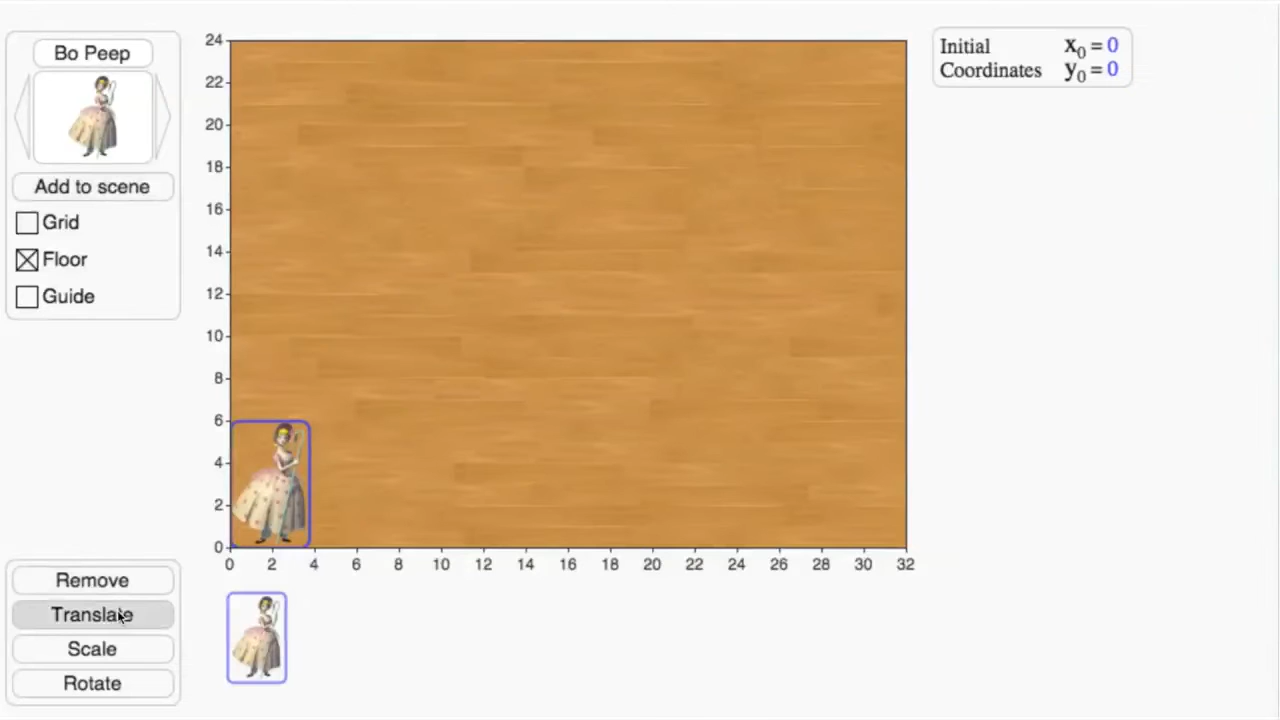 Bo Peep
Add to scene
Grid
Floor
Guide
Remove
Translate
Scale
Rotate
24
22
20
18
16
14
12
10
8
6
4
2
0
0 2 4 6 8 10 12 14 16 18 20 22 24 26 28 30 32
Initial x0 = 0
Coordinates y0 = 0